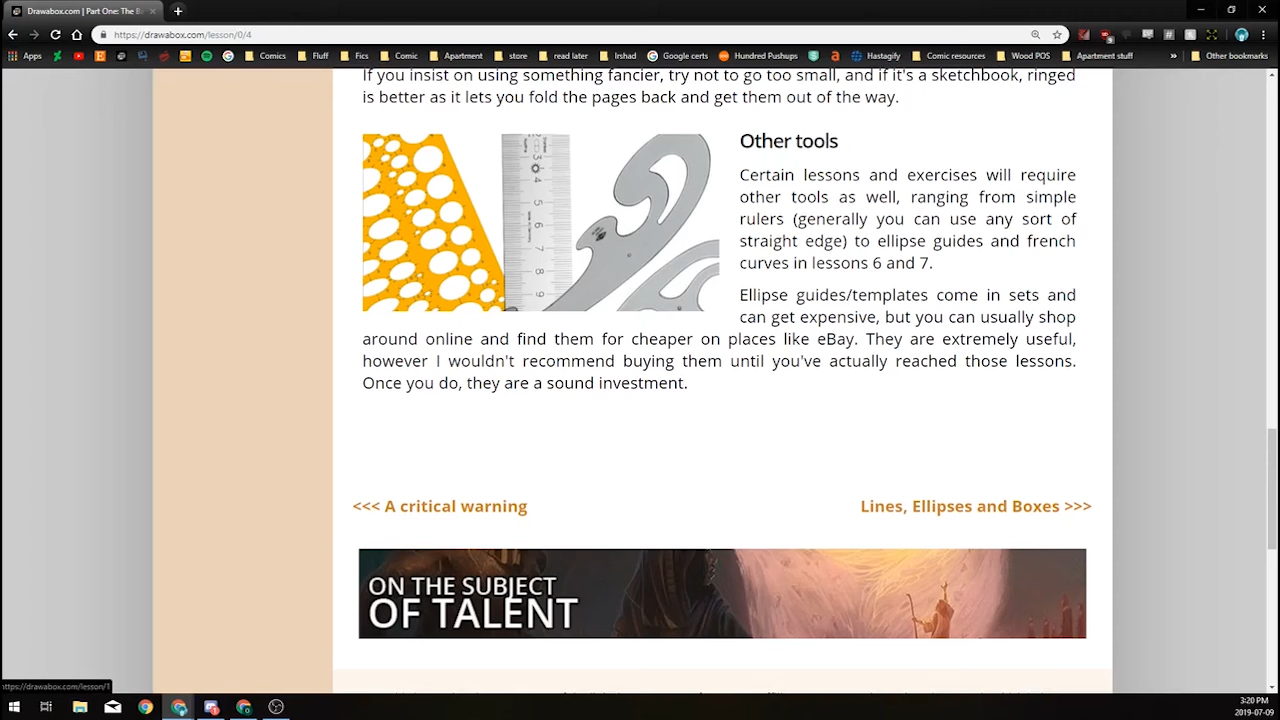 Drawabox.com | Part One: The B
https://drawabox.com/lesson/0/4
Apps
Comics
Fluff
Fics
Comic
Apartment
store
read later
Irshad
Google certs
Hundred Pushups
Hastagify
Comic resources
Wood POS
Apartment stuff
»
Other bookmarks
If you insist on using something fancier, try not to go too small, and if it's a sketchbook, ringed
is better as it lets you fold the pages back and get them out of the way.
Other tools
Certain lessons and exercises will require
other tools as well, ranging from simple
rulers (generally you can use any sort of
straight edge) to ellipse guides and french
curves in lessons 6 and 7.
Ellipse guides/templates come in sets and
can get expensive, but you can usually shop
around online and find them for cheaper on places like eBay. They are extremely useful,
however I wouldn't recommend buying them until you've actually reached those lessons.
Once you do, they are a sound investment.
3
4
5
6
7
8
9
<<< A critical warning
Lines, Ellipses and Boxes >>>
ON THE SUBJECT
OF TALENT
https://drawabox.com/lesson/1
3:20 PM
2019-07-09